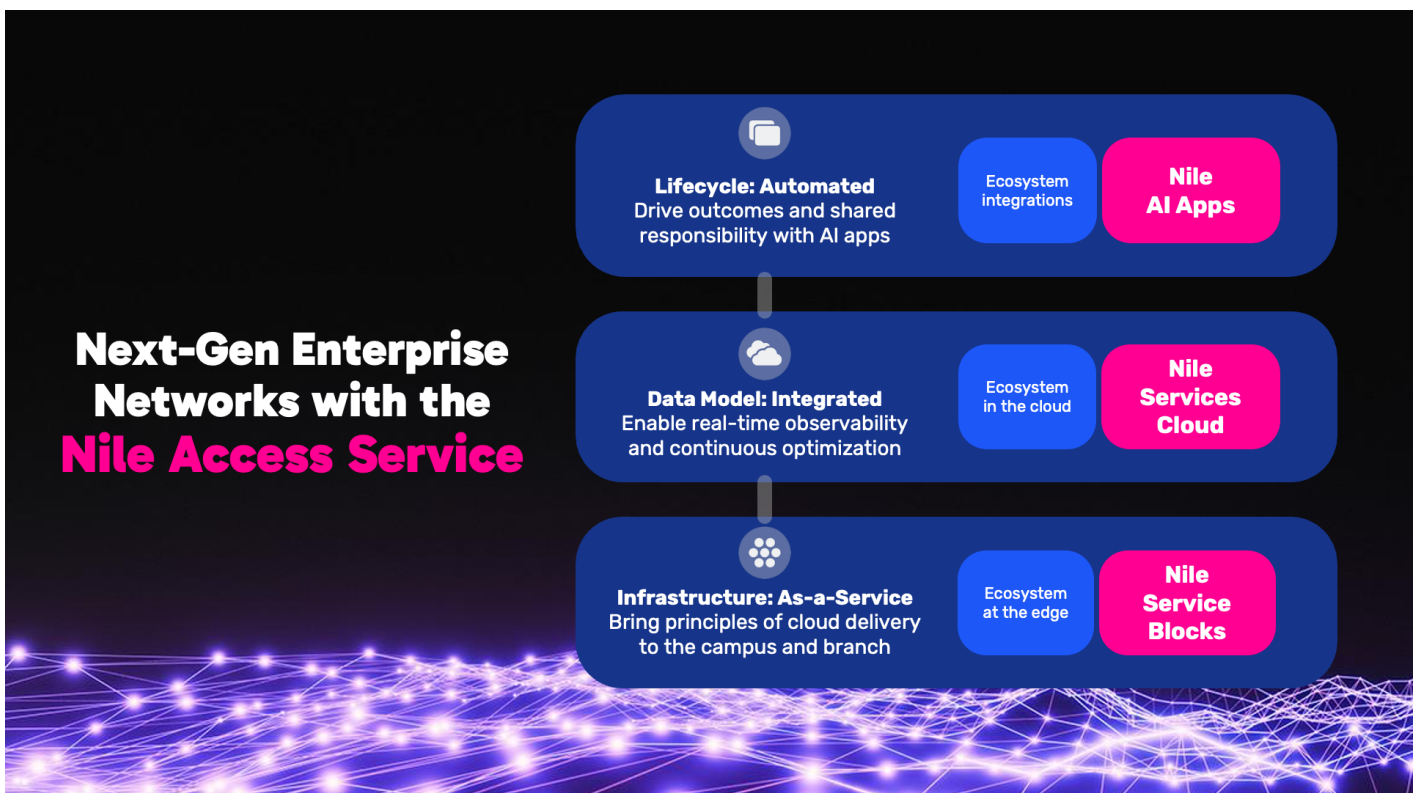 Next-Gen Enterprise
Networks with the
Nile Access Service
Lifecycle: Automated
Drive outcomes and shared
responsibility with AI apps
Ecosystem
integrations
Nile
AI Apps
Data Model: Integrated
Enable real-time observability
and continuous optimization
Ecosystem
in the cloud
Nile
Services
Cloud
Infrastructure: As-a-Service
Bring principles of cloud delivery
to the campus and branch
Ecosystem
at the edge
Nile
Service
Blocks